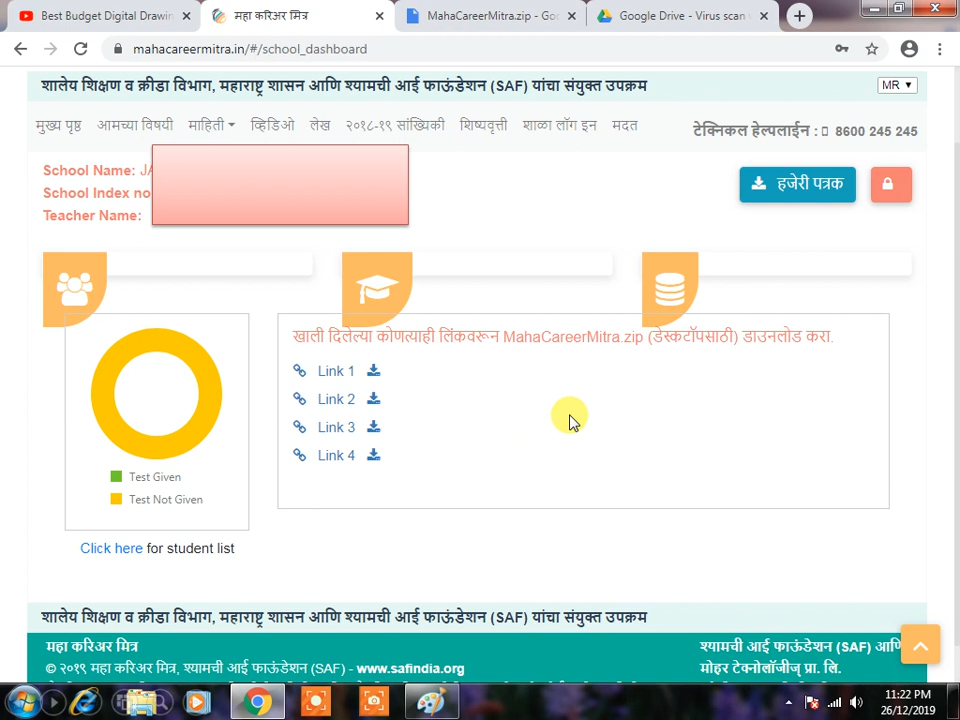 Best Budget Digital Drawin
महा करिअर मित्र
MahaCareerMitra.zip - Goo
Google Drive - Virus scan
mahacareermitra.in/#/school_dashboard
शालेय शिक्षण व क्रीडा विभाग, महाराष्ट्र शासन आणि श्यामची आई फाऊंडेशन (SAF) यांचा संयुक्त उपक्रम
MR
मुख्य पृष्ठ आमच्या विषयी माहिती व्हिडिओ लेख २०१८-१९ सांख्यिकी शिष्यवृत्ती शाळा लॉग इन मदत
टेक्निकल हेल्पलाईन : 8600 245 245
School Name: JA
School Index no
Teacher Name:
हजेरी पत्रक
खाली दिलेल्या कोणत्याही लिंकवरून MahaCareerMitra.zip (डेस्कटॉपसाठी) डाउनलोड करा.
Link 1
Link 2
Link 3
Link 4
Test Given
Test Not Given
Click here for student list
शालेय शिक्षण व क्रीडा विभाग, महाराष्ट्र शासन आणि श्यामची आई फाऊंडेशन (SAF) यांचा संयुक्त उपक्रम
महा करिअर मित्र
© २०१९ महा करिअर मित्र, श्यामची आई फाऊंडेशन (SAF) - www.safindia.org
श्यामची आई फाऊंडेशन (SAF) आणि
मोहर टेक्नोलॉजीज् प्रा. लि.
11:22 PM
26/12/2019